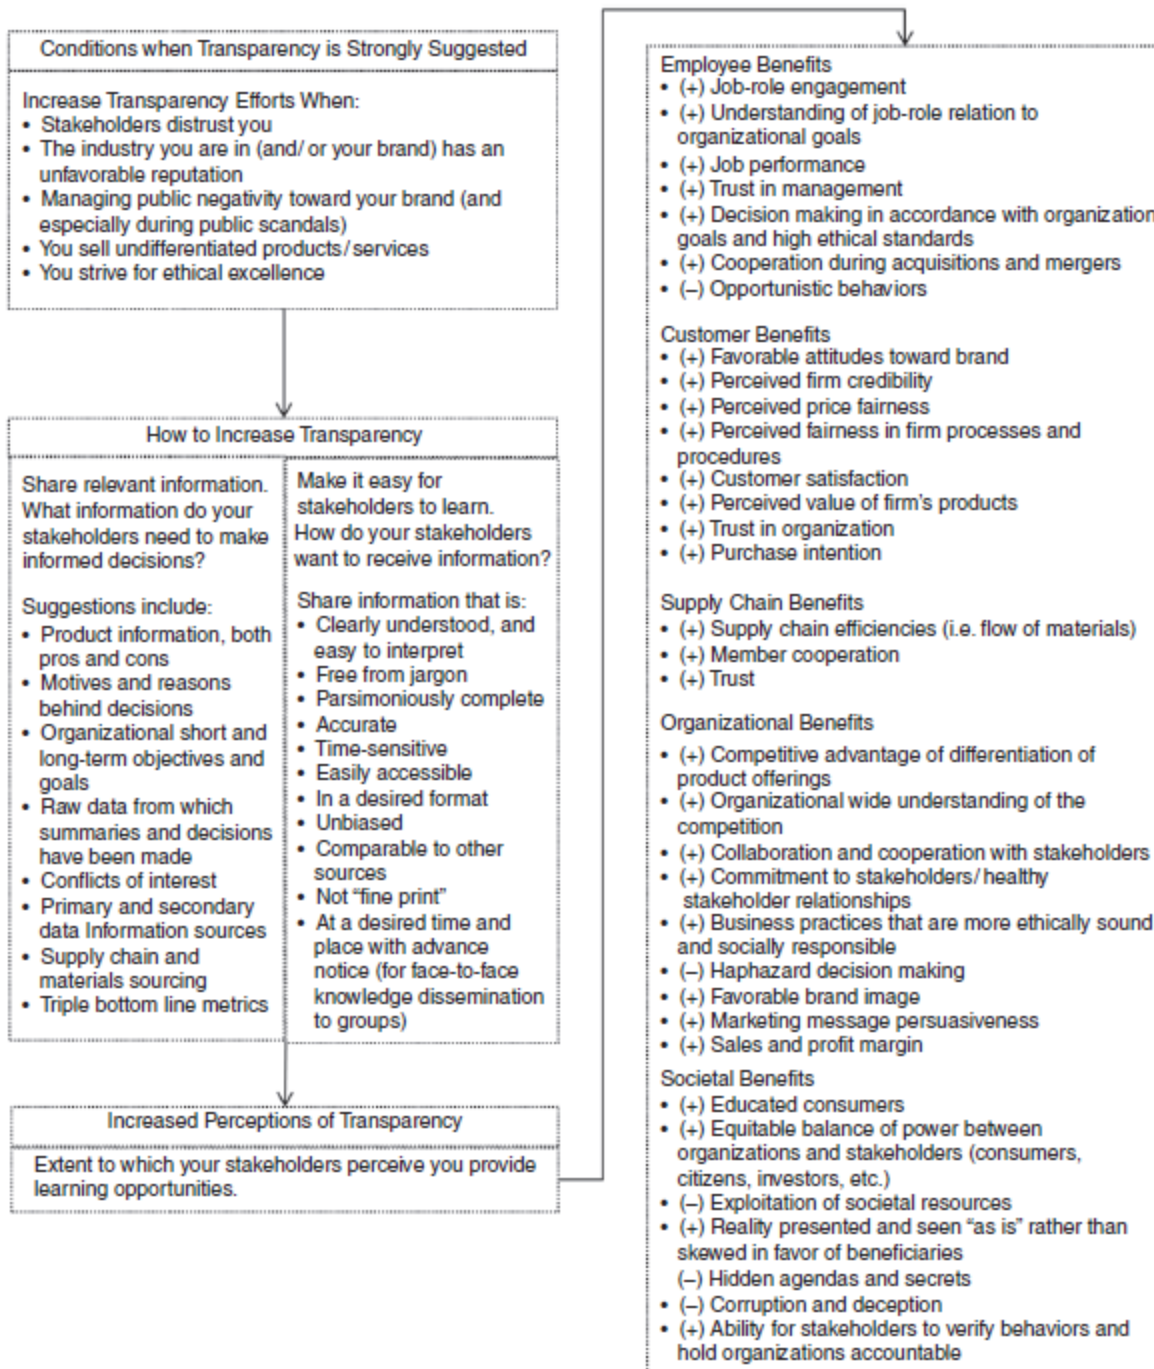 Conditions when Transparency is Strongly Suggested
Increase Transparency Efforts When:
• Stakeholders distrust you
• The industry you are in (and/ or your brand) has an
unfavorable reputation
• Managing public negativity toward your brand (and
especially during public scandals)
• You sell undifferentiated products/services
• You strive for ethical excellence
How to Increase Transparency
Share relevant information.
What information do your
stakeholders need to make
informed decisions?
Suggestions include:
• Product information, both
pros and cons
• Motives and reasons
behind decisions
• Organizational short and
long-term objectives and
goals
• Raw data from which
summaries and decisions
have been made
• Conflicts of interest
• Primary and secondary
data Information sources
• Supply chain and
materials sourcing
• Triple bottom line metrics
Make it easy for
stakeholders to learn.
How do your stakeholders
want to receive information?
Share information that is:
• Clearly understood, and
easy to interpret
• Free from jargon
• Parsimoniously complete
• Accurate
• Time-sensitive
• Easily accessible
• In a desired format
• Unbiased
• Comparable to other
sources
• Not “fine print”
• At a desired time and
place with advance
notice (for face-to-face
knowledge dissemination
to groups)
Increased Perceptions of Transparency
Extent to which your stakeholders perceive you provide
learning opportunities.
Employee Benefits
• (+) Job-role engagement
• (+) Understanding of job-role relation to
organizational goals
• (+) Job performance
• (+) Trust in management
• (+) Decision making in accordance with organization
goals and high ethical standards
• (+) Cooperation during acquisitions and mergers
• (–) Opportunistic behaviors
Customer Benefits
• (+) Favorable attitudes toward brand
• (+) Perceived firm credibility
• (+) Perceived price fairness
• (+) Perceived fairness in firm processes and
procedures
• (+) Customer satisfaction
• (+) Perceived value of firm’s products
• (+) Trust in organization
• (+) Purchase intention
Supply Chain Benefits
• (+) Supply chain efficiencies (i.e. flow of materials)
• (+) Member cooperation
• (+) Trust
Organizational Benefits
• (+) Competitive advantage of differentiation of
product offerings
• (+) Organizational wide understanding of the
competition
• (+) Collaboration and cooperation with stakeholders
• (+) Commitment to stakeholders/healthy
stakeholder relationships
• (+) Business practices that are more ethically sound
and socially responsible
• (–) Haphazard decision making
• (+) Favorable brand image
• (+) Marketing message persuasiveness
• (+) Sales and profit margin
Societal Benefits
• (+) Educated consumers
• (+) Equitable balance of power between
organizations and stakeholders (consumers,
citizens, investors, etc.)
• (–) Exploitation of societal resources
• (+) Reality presented and seen “as is” rather than
skewed in favor of beneficiaries
(–) Hidden agendas and secrets
• (–) Corruption and deception
• (+) Ability for stakeholders to verify behaviors and
hold organizations accountable